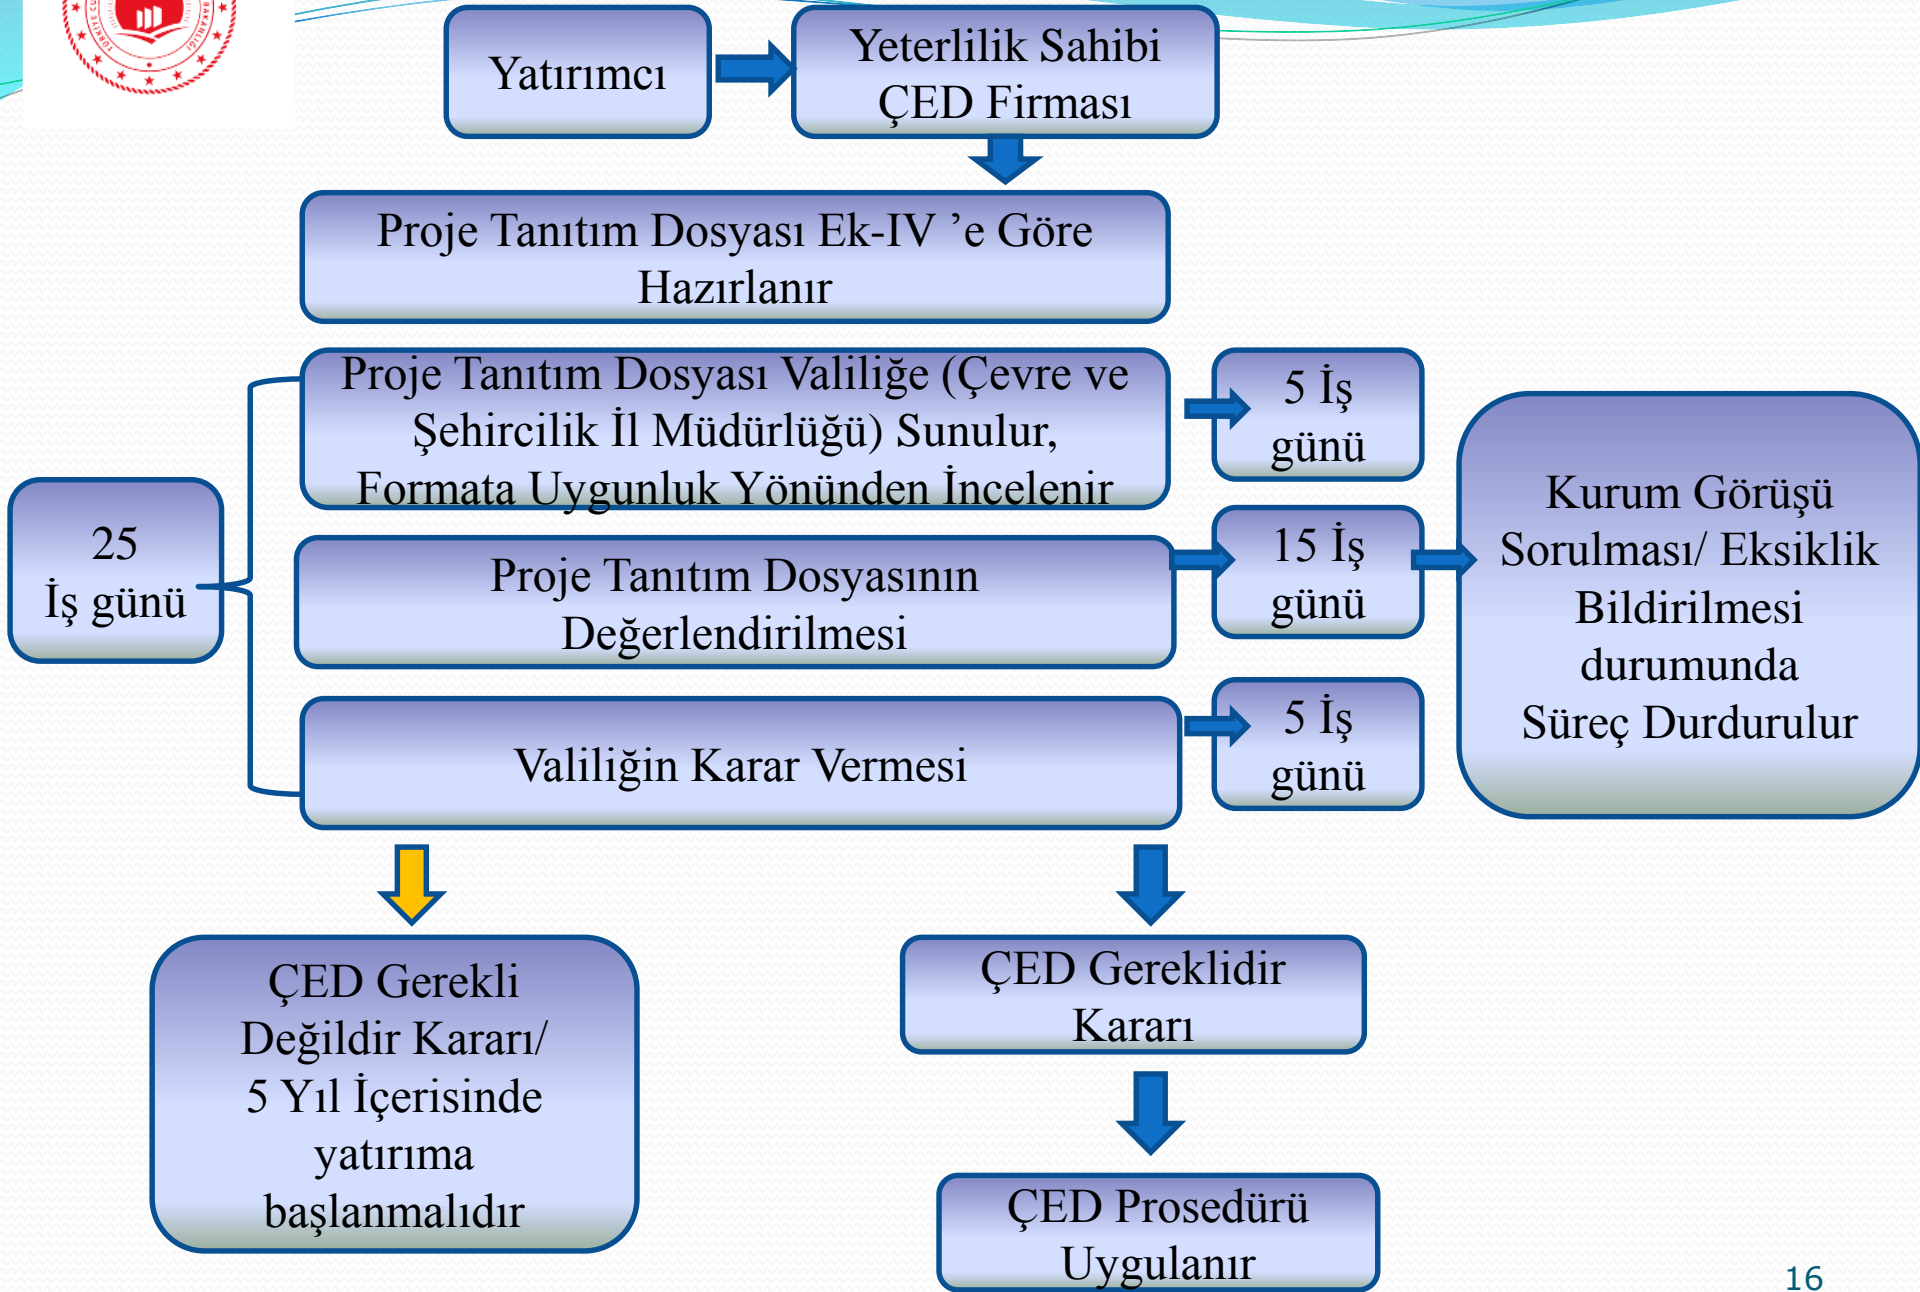 Yatırımcı
Yeterlilik Sahibi
ÇED Firması
Proje Tanıtım Dosyası Ek-IV ’e Göre
Hazırlanır
Proje Tanıtım Dosyası Valiliğe (Çevre ve
Şehircilik İl Müdürlüğü) Sunulur,
Formata Uygunluk Yönünden İncelenir
5 İş
günü
25
İş günü
Proje Tanıtım Dosyasının
Değerlendirilmesi
15 İş
günü
Kurum Görüşü
Sorulması/ Eksiklik
Bildirilmesi
durumunda
Süreç Durdurulur
Valiliğin Karar Vermesi
5 İş
günü
ÇED Gerekli
Değildir Kararı/
5 Yıl İçerisinde
yatırıma
başlanmalıdır
ÇED Gereklidir
Kararı
ÇED Prosedürü
Uygulanır
16